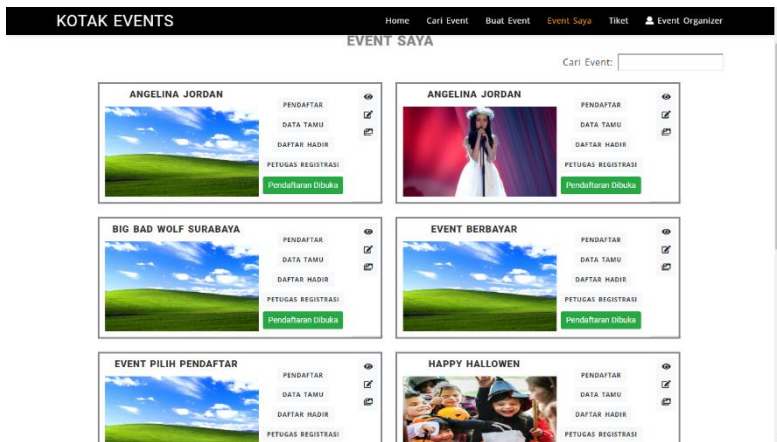 KOTAK EVENTS
Home Cari Event Buat Event Event Saya Tiket Event Organizer
EVENT SAYA
Cari Event:
ANGELINA JORDAN
PENDAFTAR
DATA TAMU
DAFTAR HADIR
PETUGAS REGISTRASI
Pendaftaran Dibuka
ANGELINA JORDAN
PENDAFTAR
DATA TAMU
DAFTAR HADIR
PETUGAS REGISTRASI
Pendaftaran Dibuka
BIG BAD WOLF SURABAYA
PENDAFTAR
DATA TAMU
DAFTAR HADIR
PETUGAS REGISTRASI
Pendaftaran Dibuka
EVENT BERBAYAR
PENDAFTAR
DATA TAMU
DAFTAR HADIR
PETUGAS REGISTRASI
Pendaftaran Dibuka
EVENT PILIH PENDAFTAR
PENDAFTAR
DATA TAMU
DAFTAR HADIR
PETUGAS REGISTRASI
HAPPY HALLOWEN
PENDAFTAR
DATA TAMU
DAFTAR HADIR
PETUGAS REGISTRASI